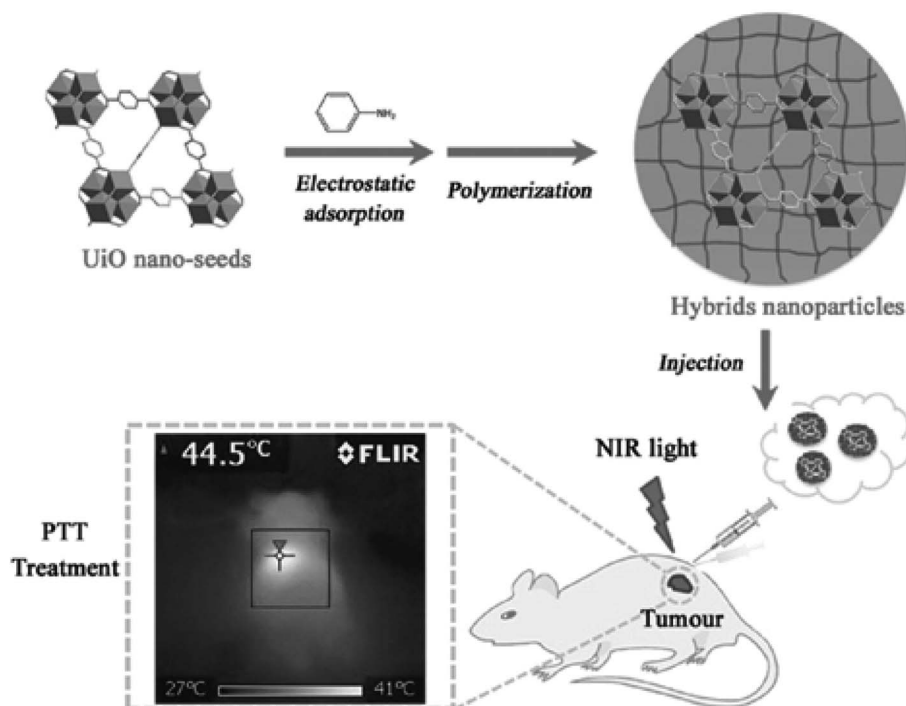 NH₂
Electrostatic
adsorption
Polymerization
UiO nano-seeds
Hybrids nanoparticles
Injection
44.5°C
FLIR
NIR light
PTT
Treatment
Tumour
27°C
41°C